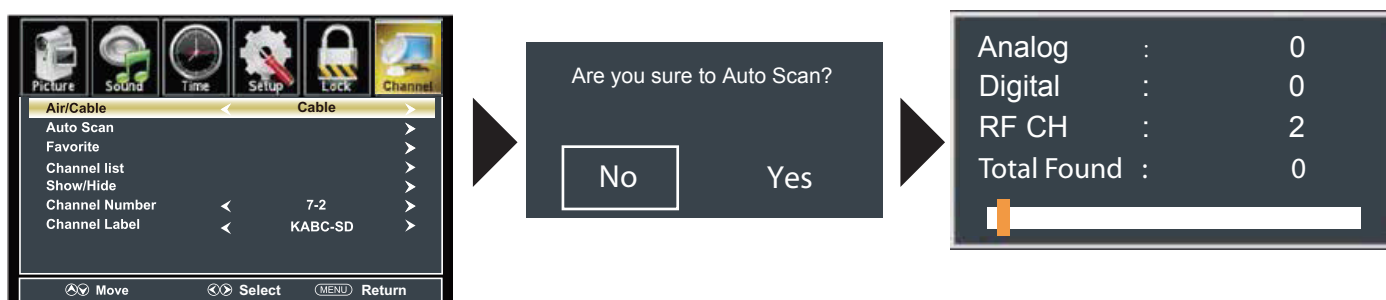 Picture Sound Time Setup Lock Channel
Air/Cable Cable
Auto Scan
Favorite
Channel list
Show/Hide
Channel Number 7-2
Channel Label KABC-SD
Move Select MENU Return
Are you sure to Auto Scan?
No Yes
Analog : 0
Digital : 0
RF CH : 2
Total Found : 0